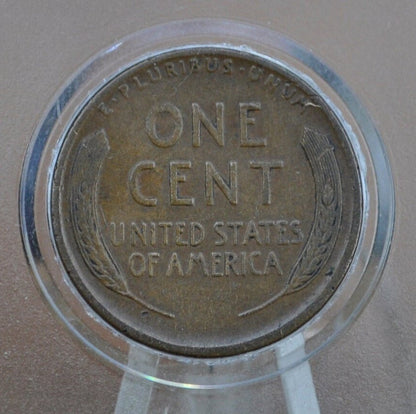 E·PLURIBUS·UNUM
ONE
CENT
UNITED STATES
OF AMERICA